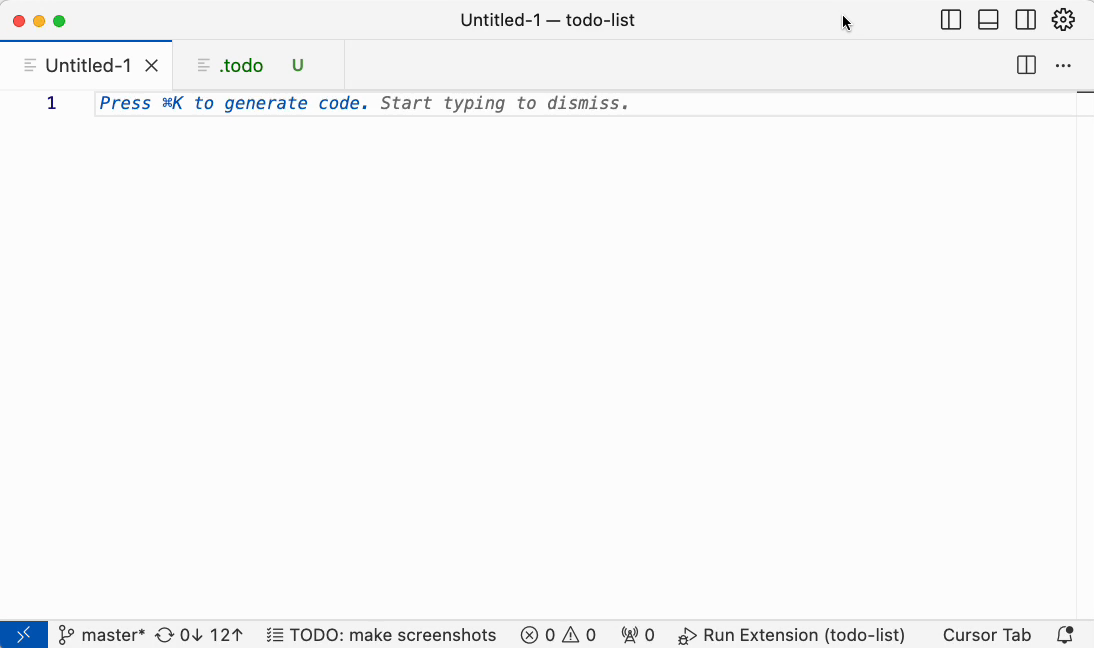 Untitled-1 — todo-list
Untitled-1 .todo U
1 Press ⌘K to generate code. Start typing to dismiss.
master* 0↓ 12↑ TODO: make screenshots 0 0 0 Run Extension (todo-list) Cursor Tab